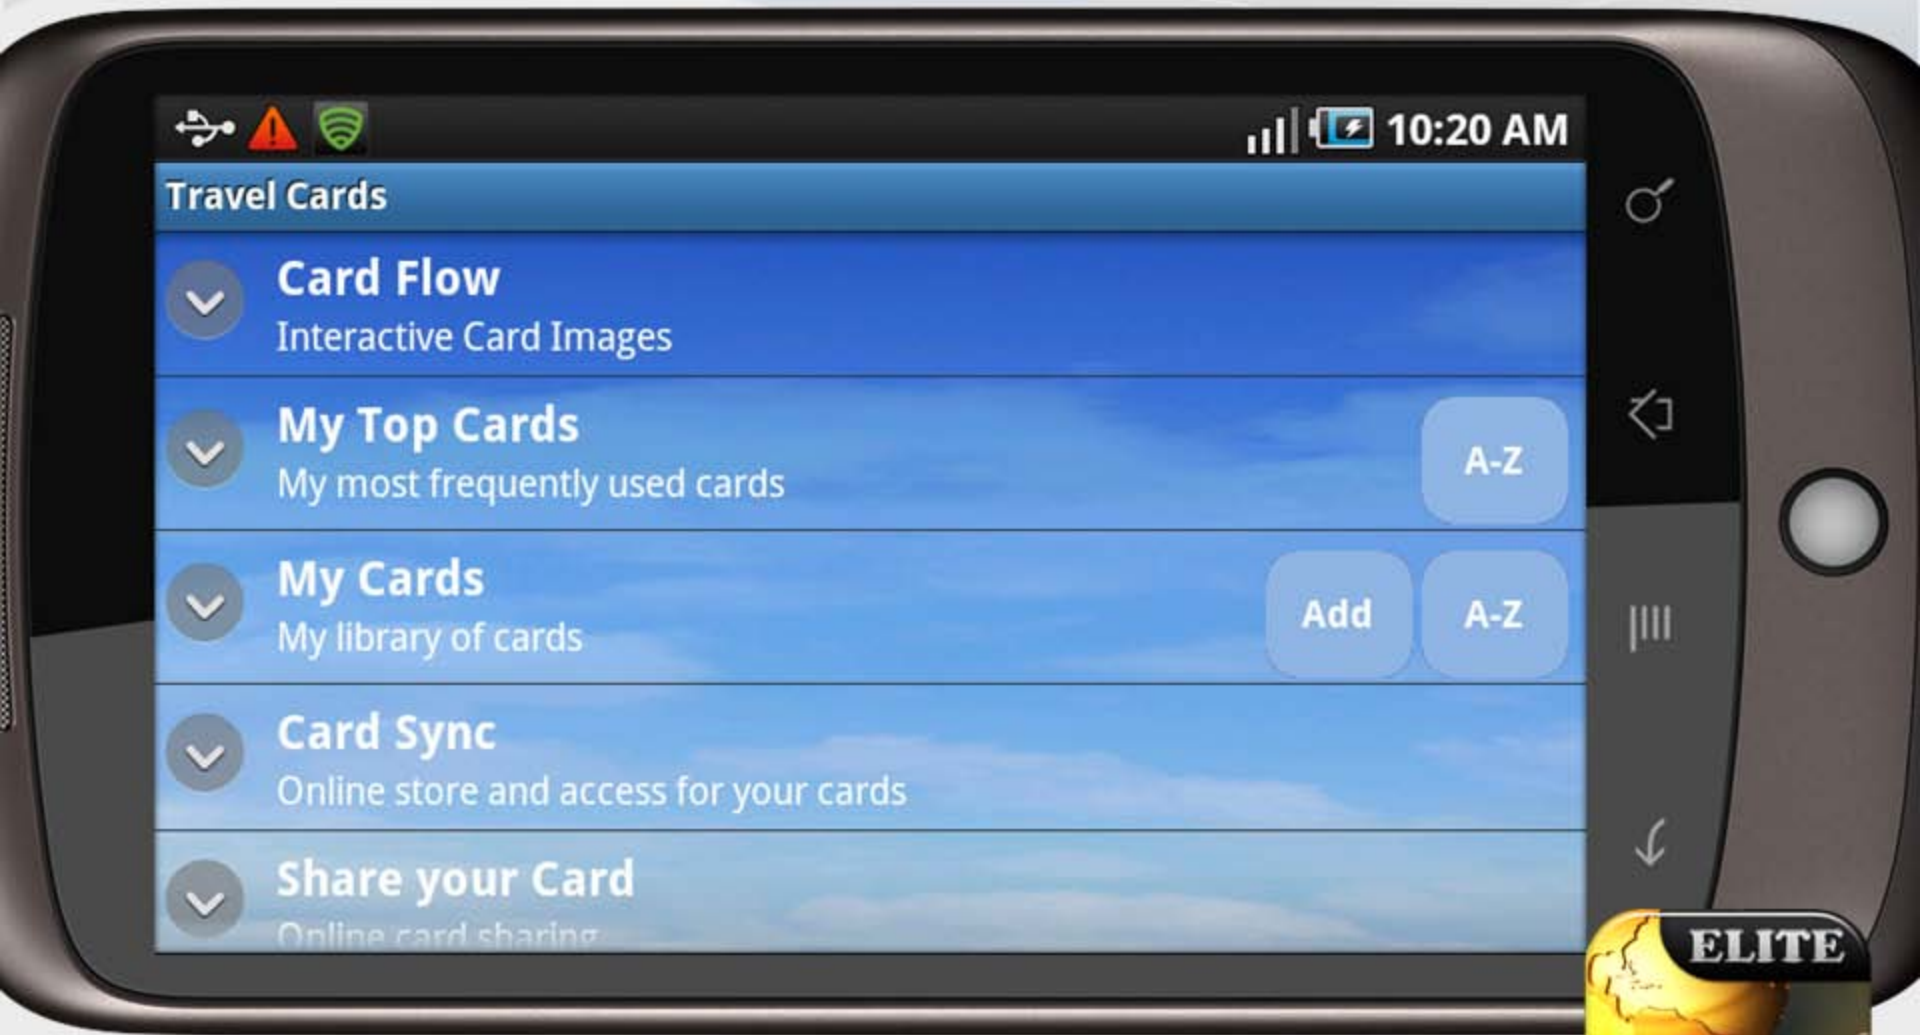 10:20 AM
Travel Cards
Card Flow
Interactive Card Images
My Top Cards
My most frequently used cards
A-Z
My Cards
My library of cards
Add
A-Z
Card Sync
Online store and access for your cards
Share your Card
Online card sharing
ELITE